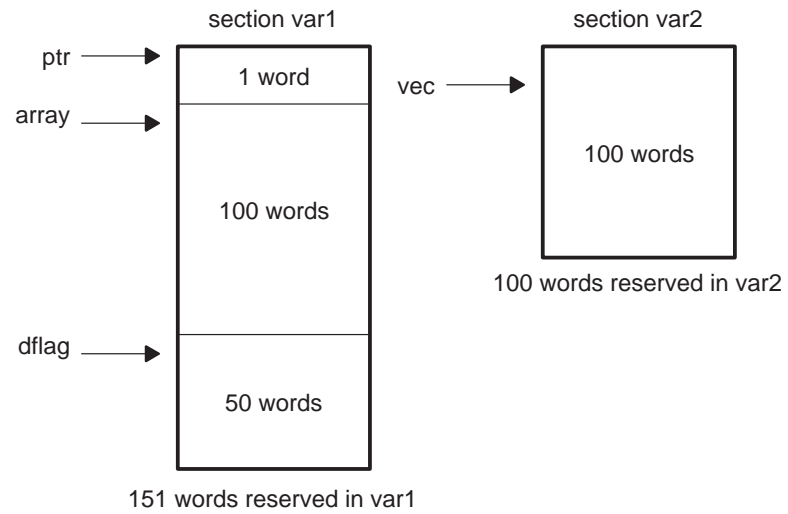 section var1
ptr
1 word
array
100 words
dflag
50 words
151 words reserved in var1
section var2
vec
100 words
100 words reserved in var2